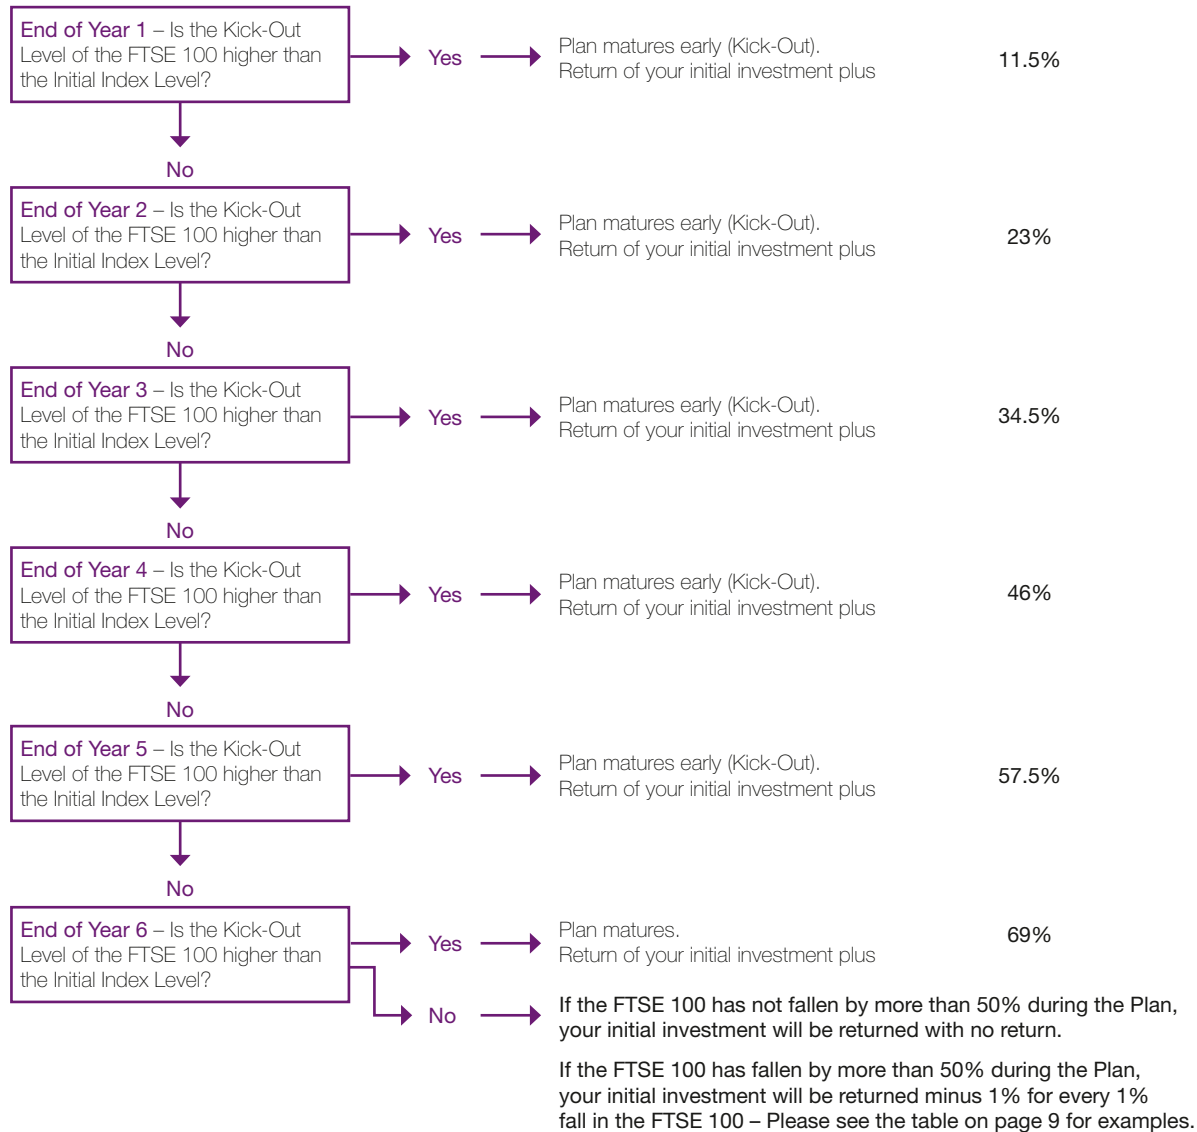 End of Year 1 – Is the Kick-Out
Level of the FTSE 100 higher than
the Initial Index Level?
Yes
Plan matures early (Kick-Out).
Return of your initial investment plus
11.5%
No
End of Year 2 – Is the Kick-Out
Level of the FTSE 100 higher than
the Initial Index Level?
Yes
Plan matures early (Kick-Out).
Return of your initial investment plus
23%
No
End of Year 3 – Is the Kick-Out
Level of the FTSE 100 higher than
the Initial Index Level?
Yes
Plan matures early (Kick-Out).
Return of your initial investment plus
34.5%
No
End of Year 4 – Is the Kick-Out
Level of the FTSE 100 higher than
the Initial Index Level?
Yes
Plan matures early (Kick-Out).
Return of your initial investment plus
46%
No
End of Year 5 – Is the Kick-Out
Level of the FTSE 100 higher than
the Initial Index Level?
Yes
Plan matures early (Kick-Out).
Return of your initial investment plus
57.5%
No
End of Year 6 – Is the Kick-Out
Level of the FTSE 100 higher than
the Initial Index Level?
Yes
Plan matures.
Return of your initial investment plus
69%
No
If the FTSE 100 has not fallen by more than 50% during the Plan,
your initial investment will be returned with no return.
If the FTSE 100 has fallen by more than 50% during the Plan,
your initial investment will be returned minus 1% for every 1%
fall in the FTSE 100 – Please see the table on page 9 for examples.